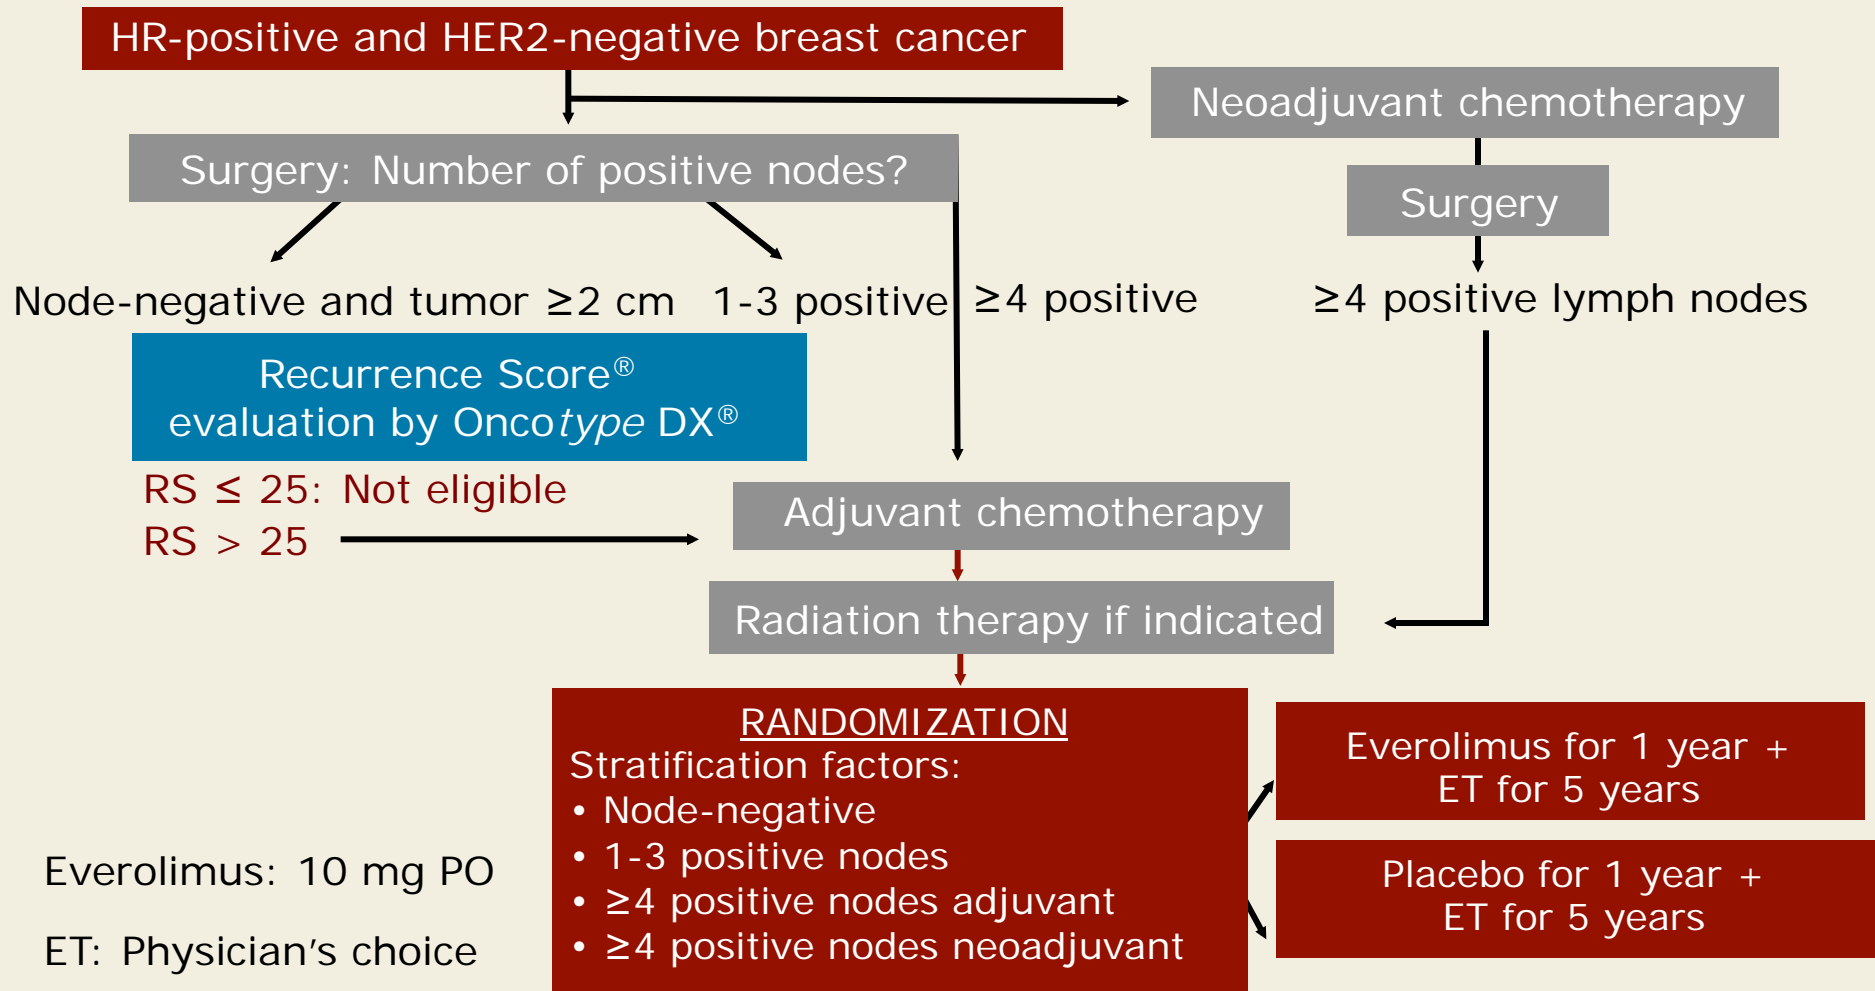 HR-positive and HER2-negative breast cancer
Neoadjuvant chemotherapy
Surgery: Number of positive nodes?
Surgery
Node-negative and tumor ≥2 cm
1-3 positive
≥4 positive
≥4 positive lymph nodes
Recurrence Score®
evaluation by Oncotype DX®
RS ≤ 25: Not eligible
RS > 25
Adjuvant chemotherapy
Radiation therapy if indicated
RANDOMIZATION
Stratification factors:
• Node-negative
• 1-3 positive nodes
• ≥4 positive nodes adjuvant
• ≥4 positive nodes neoadjuvant
Everolimus for 1 year +
ET for 5 years
Placebo for 1 year +
ET for 5 years
Everolimus: 10 mg PO
ET: Physician’s choice